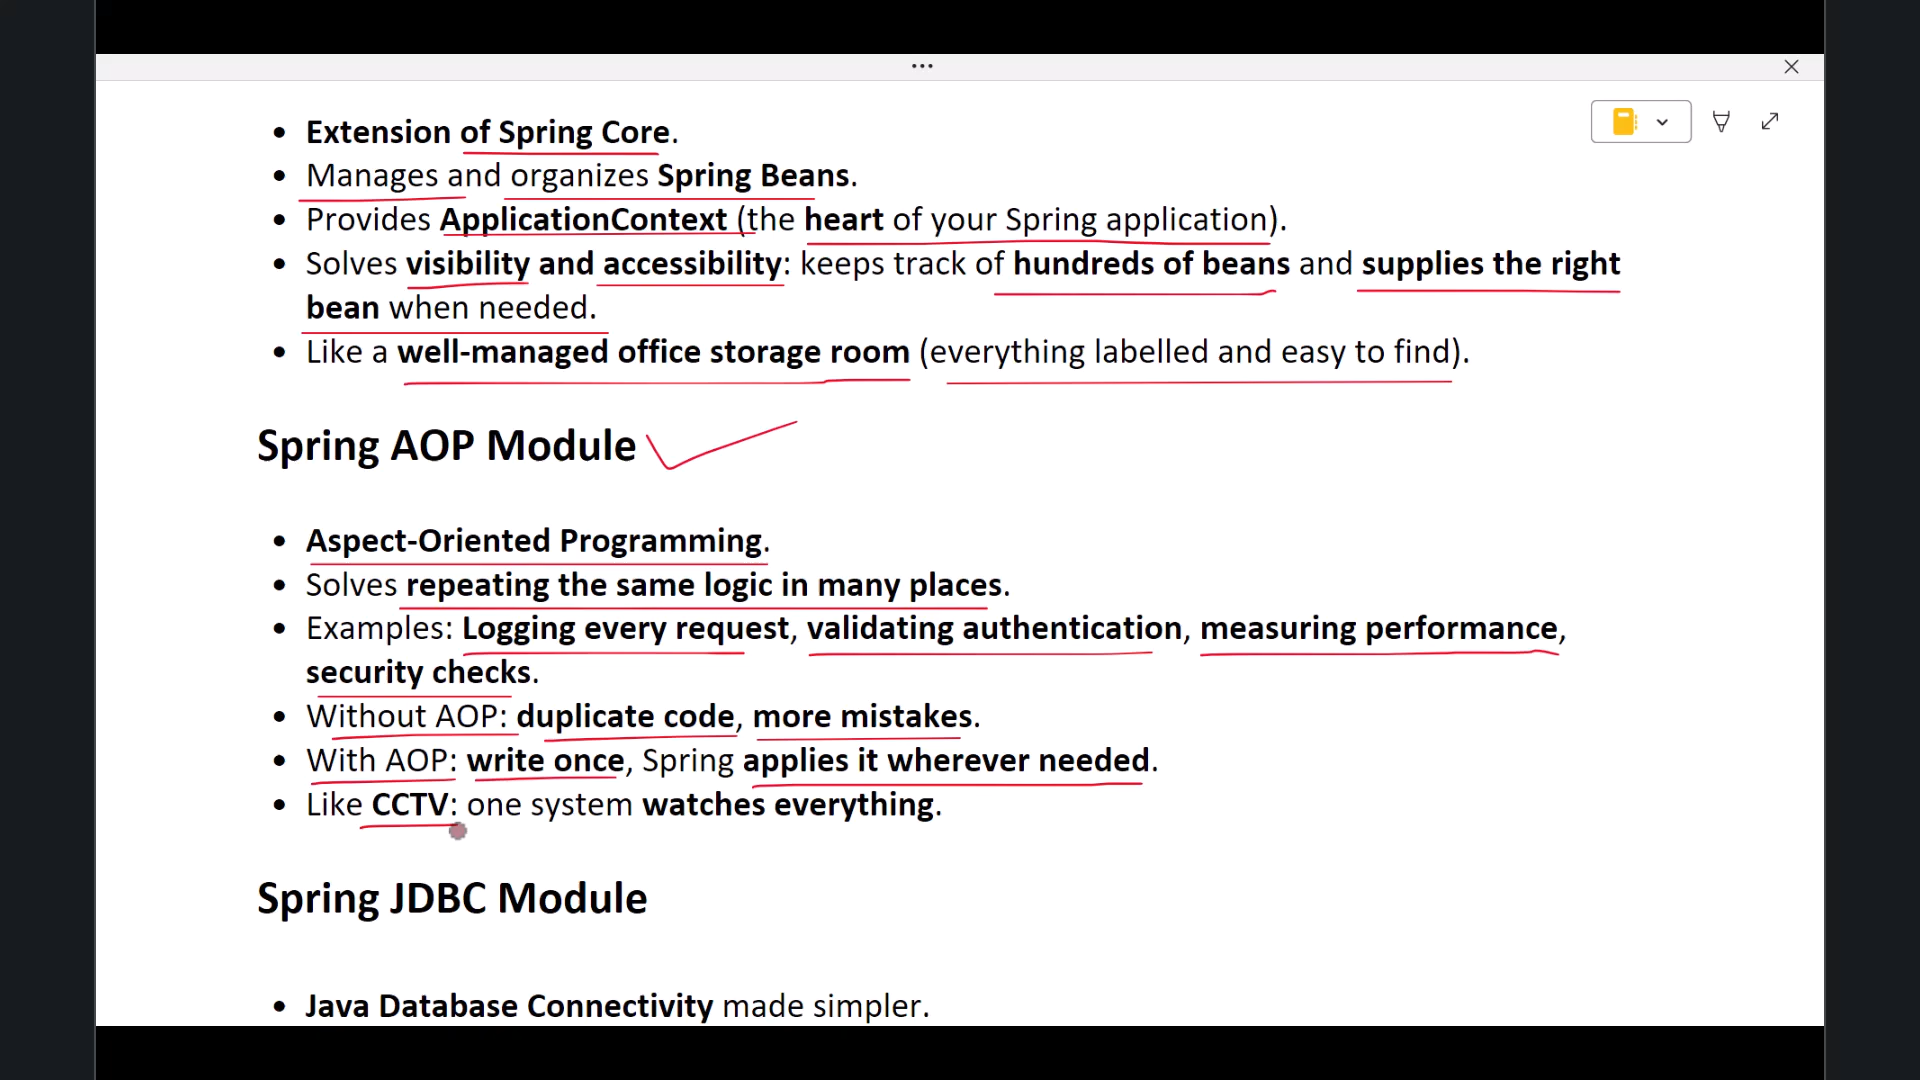 • Extension of Spring Core.
• Manages and organizes Spring Beans.
• Provides ApplicationContext (the heart of your Spring application).
• Solves visibility and accessibility: keeps track of hundreds of beans and supplies the right
bean when needed.
• Like a well-managed office storage room (everything labelled and easy to find).
Spring AOP Module
• Aspect-Oriented Programming.
• Solves repeating the same logic in many places.
• Examples: Logging every request, validating authentication, measuring performance,
security checks.
• Without AOP: duplicate code, more mistakes.
• With AOP: write once, Spring applies it wherever needed.
• Like CCTV: one system watches everything.
Spring JDBC Module
• Java Database Connectivity made simpler.